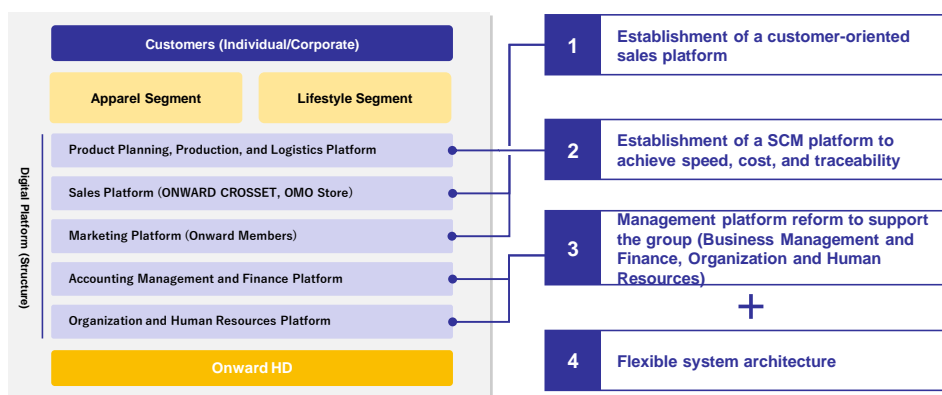 Customers (Individual/Corporate)
Apparel Segment
Lifestyle Segment
Digital Platform (Structure)
Product Planning, Production, and Logistics Platform
Sales Platform (ONWARD CROSSET, OMO Store)
Marketing Platform (Onward Members)
Accounting Management and Finance Platform
Organization and Human Resources Platform
Onward HD
1
Establishment of a customer-oriented
sales platform
2
Establishment of a SCM platform to
achieve speed, cost, and traceability
3
Management platform reform to support
the group (Business Management and
Finance, Organization and Human
Resources)
+
4
Flexible system architecture